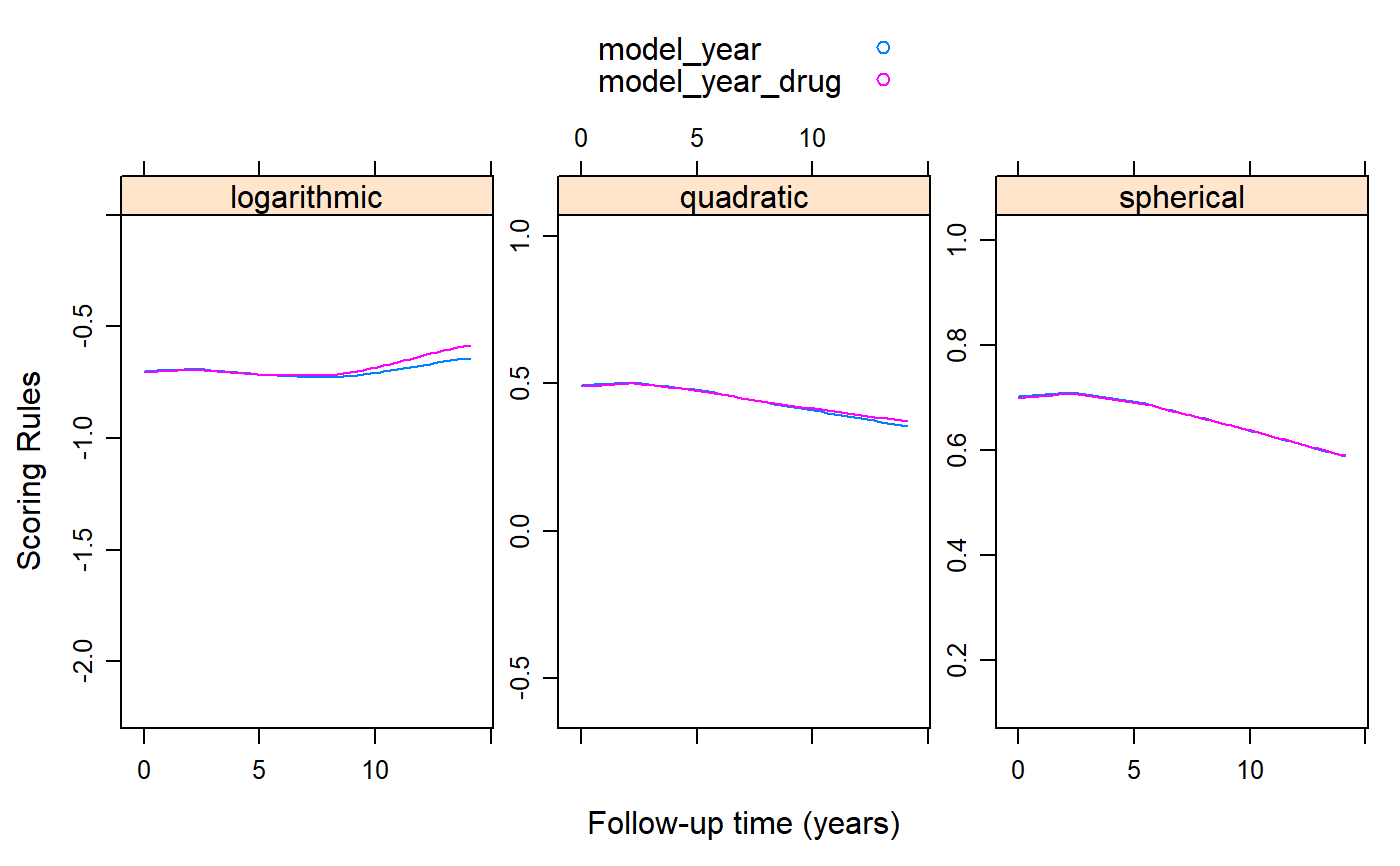 model_year
model_year_drug
0 5 10
logarithmic quadratic spherical
-0.5
-1.0
-1.5
-2.0
1.0
0.5
0.0
-0.5
1.0
0.8
0.6
0.4
0.2
Scoring Rules
0 5 10
0 5 10
Follow-up time (years)